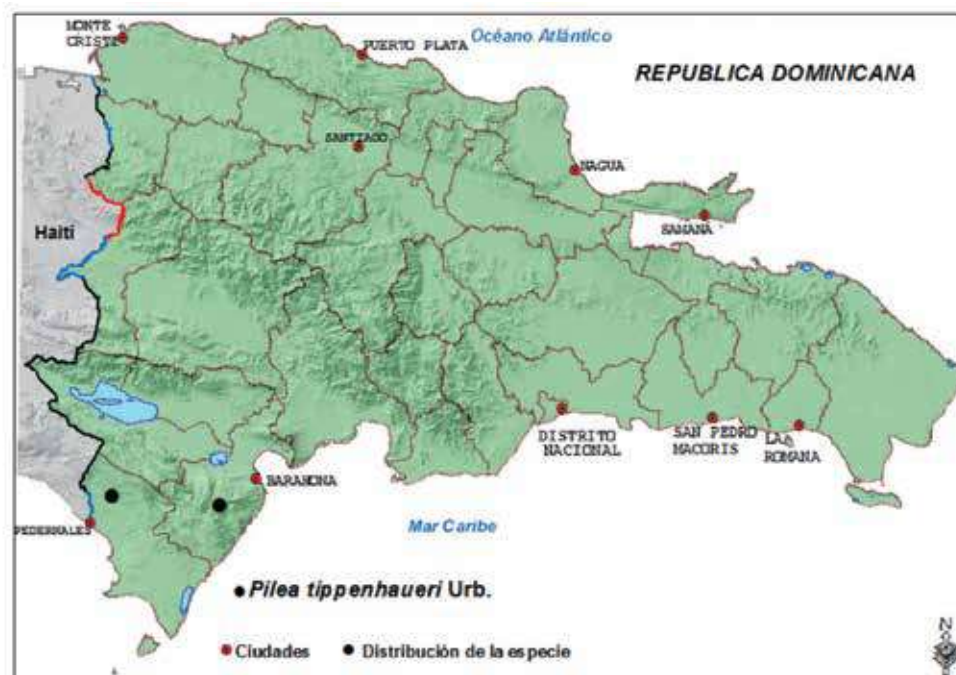 MONTE
CRISTI
PUERTO PLATA
Océano Atlántico
REPUBLICA DOMINICANA
SANTIAGO
NAGUA
SAMANA
Haití
DISTRITO
NACIONAL
SAN PEDRO
MACORIS
LA
ROMANA
BARAHONA
PEDERNALES
Mar Caribe
Pilea tippenhaueri Urb.
Ciudades
Distribución de la especie
N